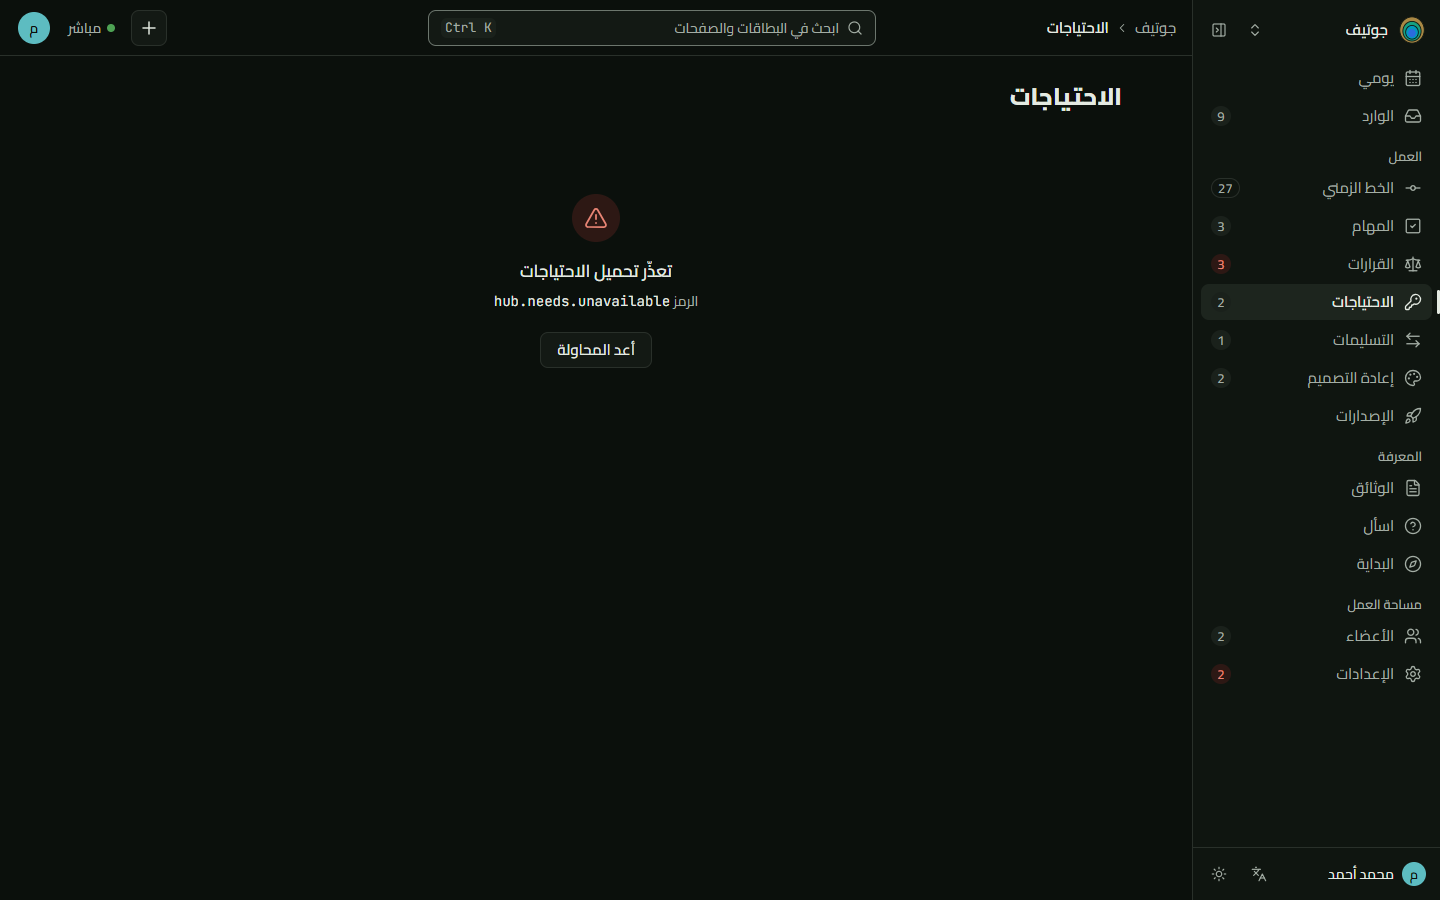 جوتيف
يومي
الوارد 9
العمل
الخط الزمني 27
المهام 3
القرارات 3
الاحتياجات 2
التسليمات 1
إعادة التصميم 2
الإصدارات
المعرفة
الوثائق
اسأل
البداية
مساحة العمل
الأعضاء 2
الإعدادات 2
م محمد أحمد
جوتيف الاحتياجات
ابحث في البطاقات والصفحات Ctrl K
مباشر
م
الاحتياجات
تعذّر تحميل الاحتياجات
الرمز hub.needs.unavailable
أعد المحاولة